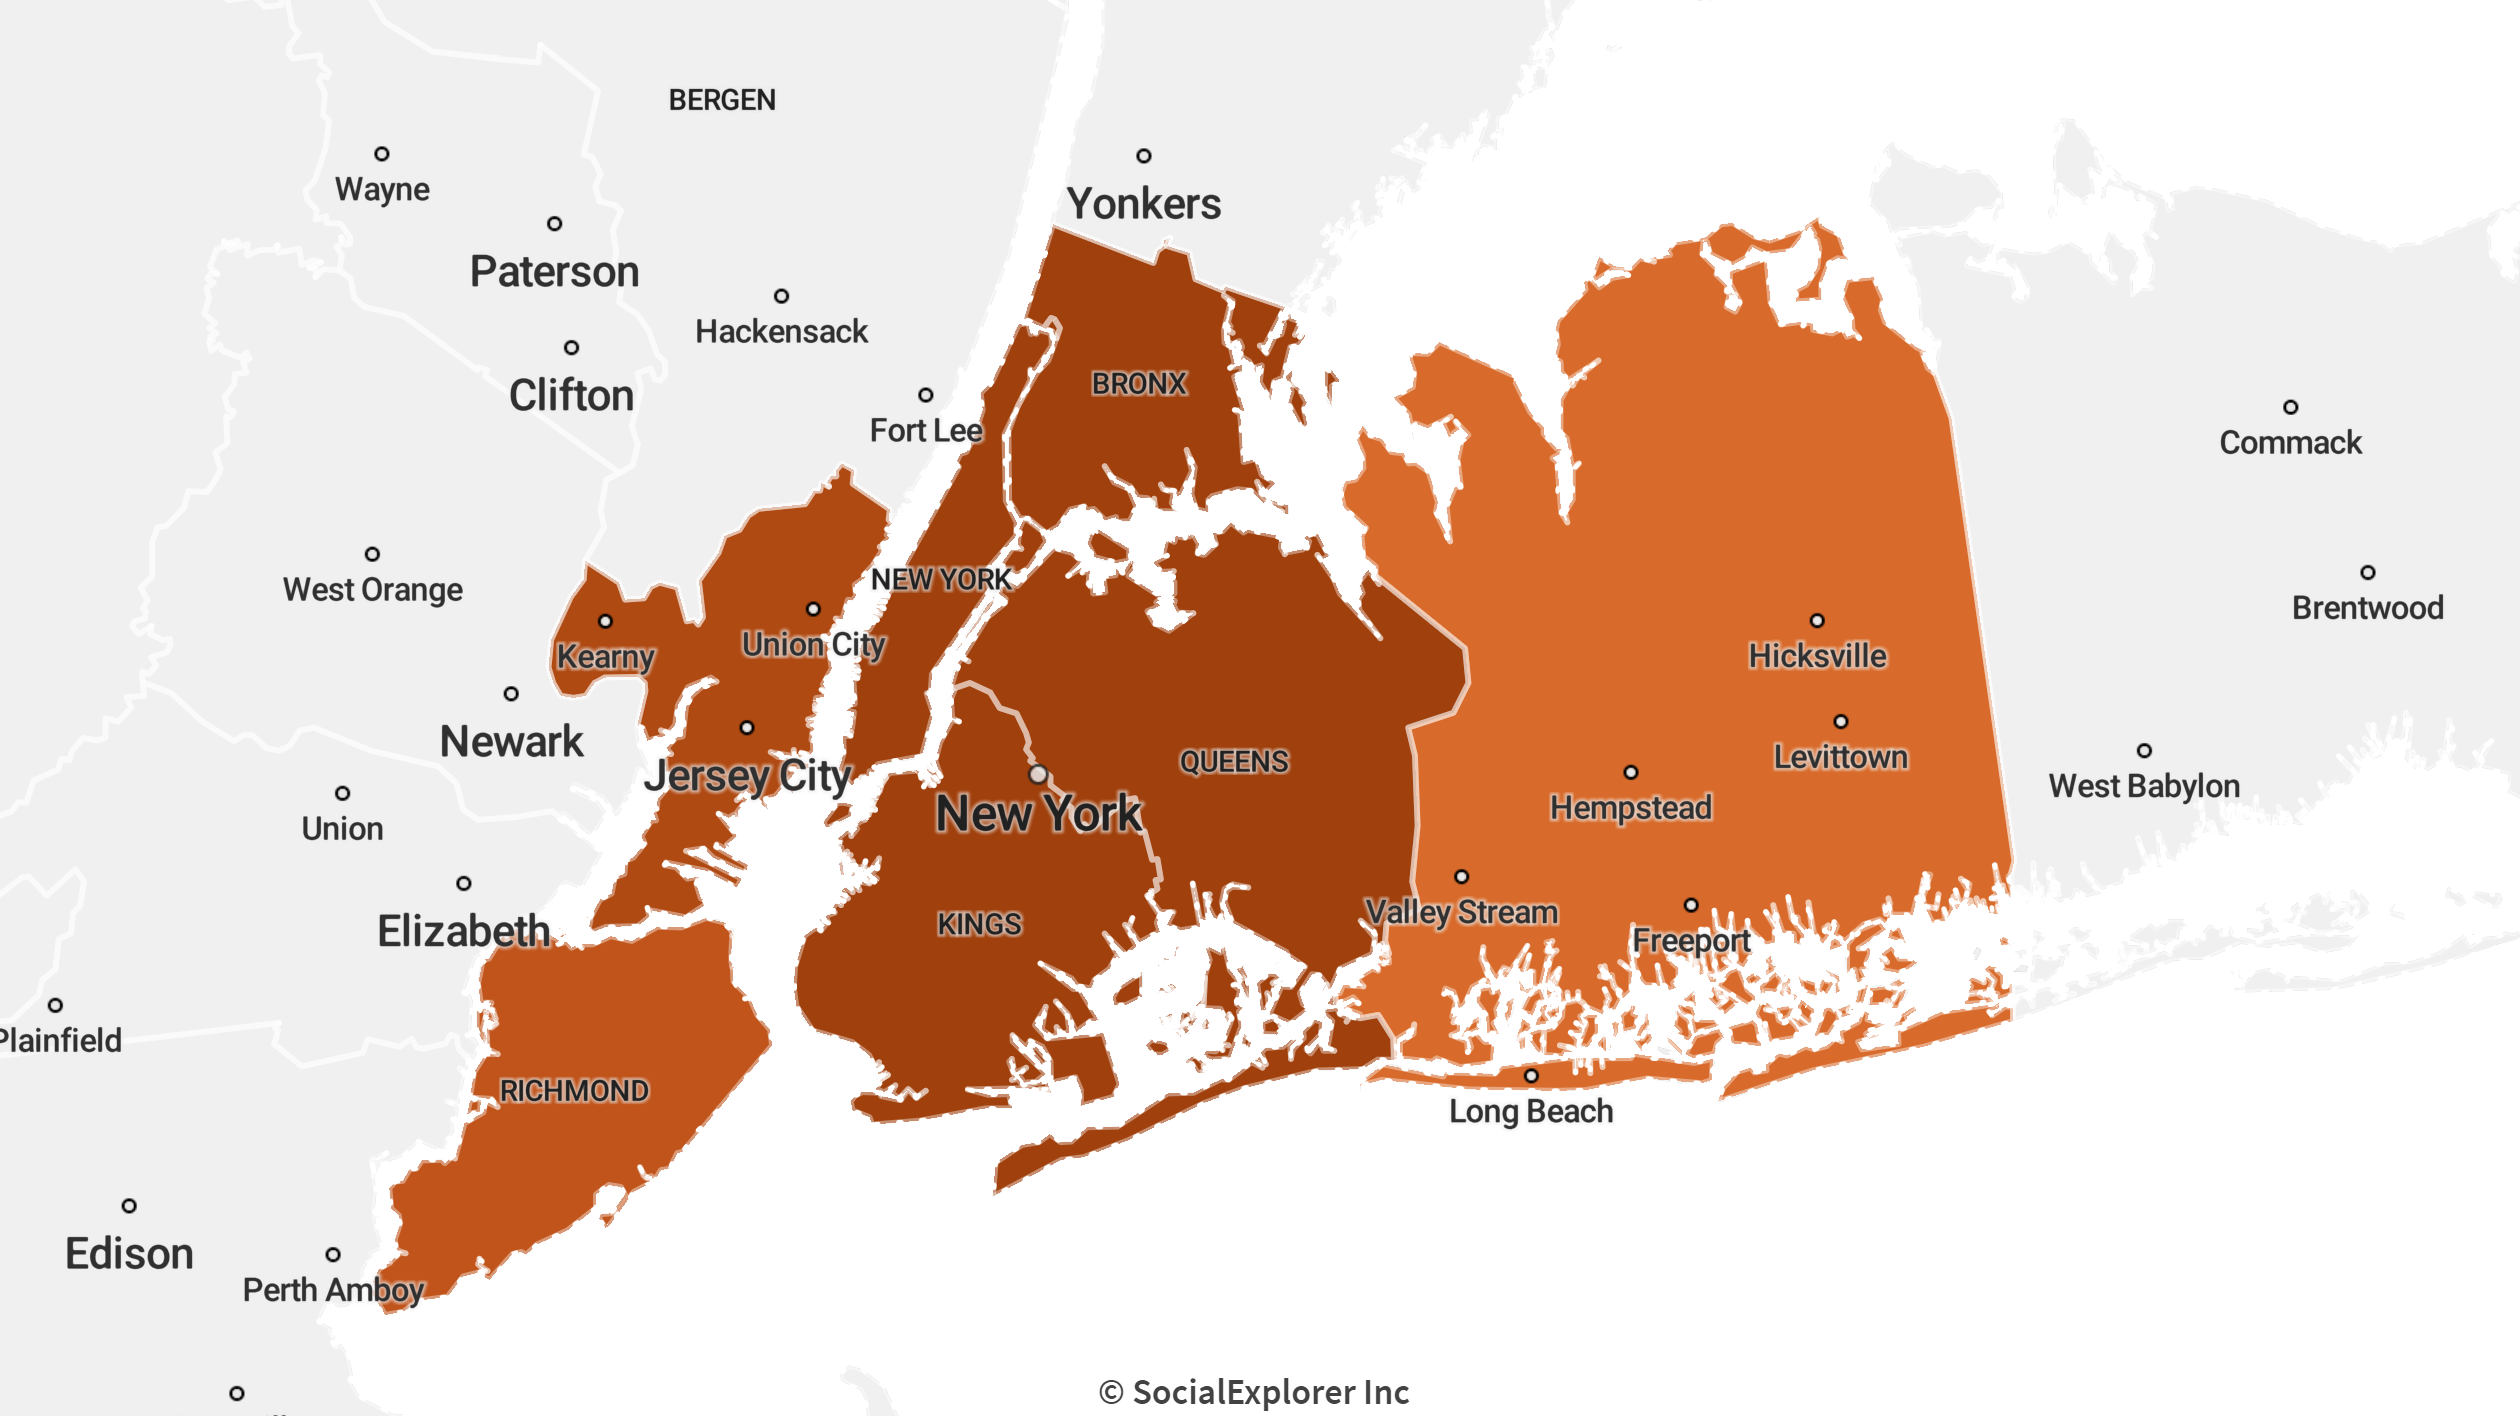 BERGEN
Wayne
Yonkers
Paterson
Hackensack
BRONX
Clifton
Fort Lee
Commack
NEW YORK
West Orange
Brentwood
Union City
Hicksville
Kearny
Newark
Levittown
QUEENS
Jersey City
West Babylon
Hempstead
New York
Union
Valley Stream
KINGS
Elizabeth
Freeport
Plainfield
RICHMOND
Long Beach
Edison
Perth Amboy
© SocialExplorer Inc